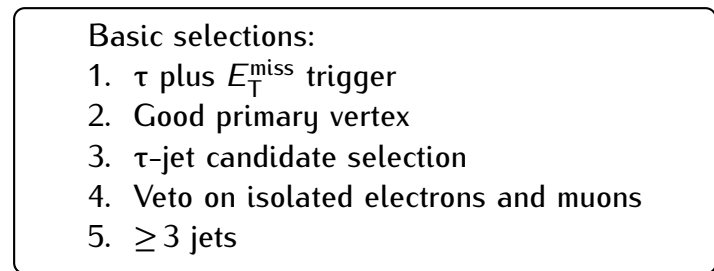 Basic selections:
1. τ plus E_T^miss trigger
2. Good primary vertex
3. τ-jet candidate selection
4. Veto on isolated electrons and muons
5. ≥ 3 jets